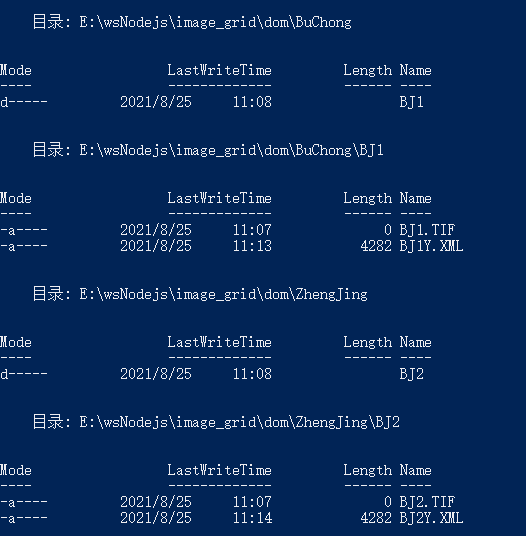 目录: E:\wsNodejs\image_grid\dom\BuChong
Mode LastWriteTime Length Name
---- ------------- ------ ----
d----- 2021/8/25 11:08 BJ1
目录: E:\wsNodejs\image_grid\dom\BuChong\BJ1
Mode LastWriteTime Length Name
---- ------------- ------ ----
-a---- 2021/8/25 11:07 0 BJ1.TIF
-a---- 2021/8/25 11:13 4282 BJ1Y.XML
目录: E:\wsNodejs\image_grid\dom\ZhengJing
Mode LastWriteTime Length Name
---- ------------- ------ ----
d----- 2021/8/25 11:08 BJ2
目录: E:\wsNodejs\image_grid\dom\ZhengJing\BJ2
Mode LastWriteTime Length Name
---- ------------- ------ ----
-a---- 2021/8/25 11:07 0 BJ2.TIF
-a---- 2021/8/25 11:14 4282 BJ2Y.XML